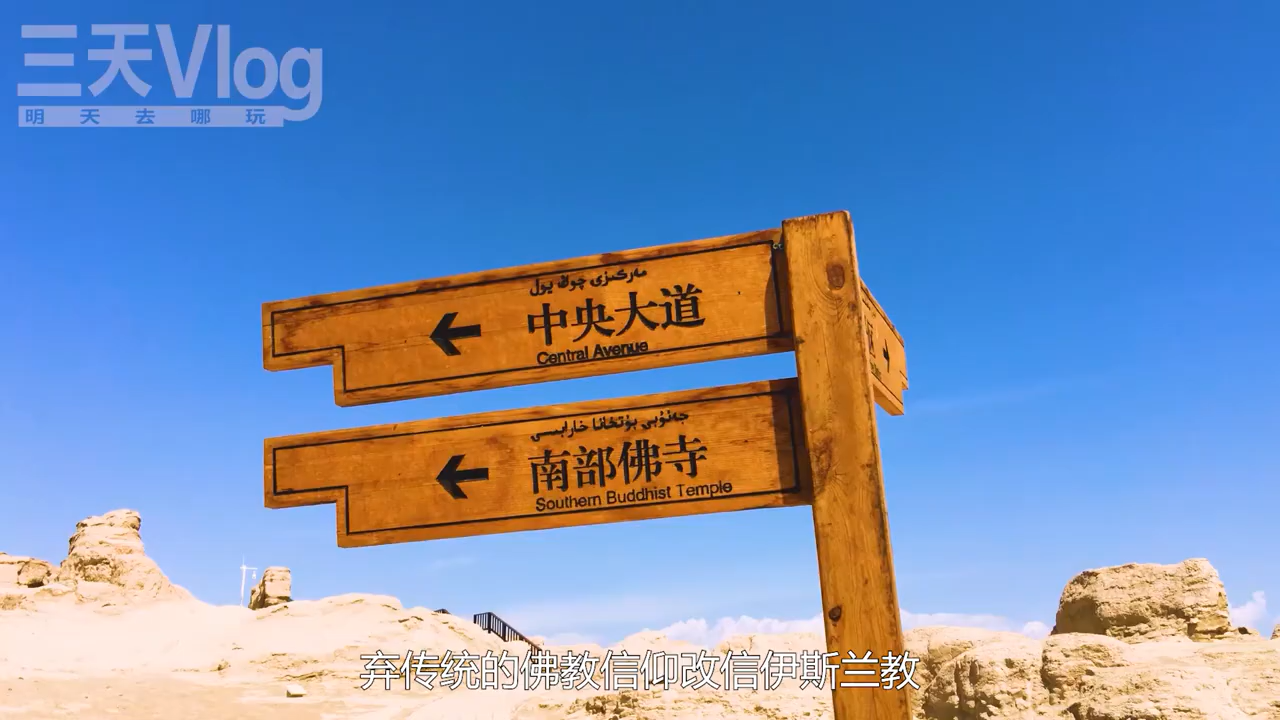 三天Vlog
明天去哪玩
مەركىزى چوڭ يول
中央大道
Central Avenue
جەنۇبىي بۇتخانا خارابىسى
南部佛寺
Southern Buddhist Temple
弃传统的佛教信仰改信伊斯兰教